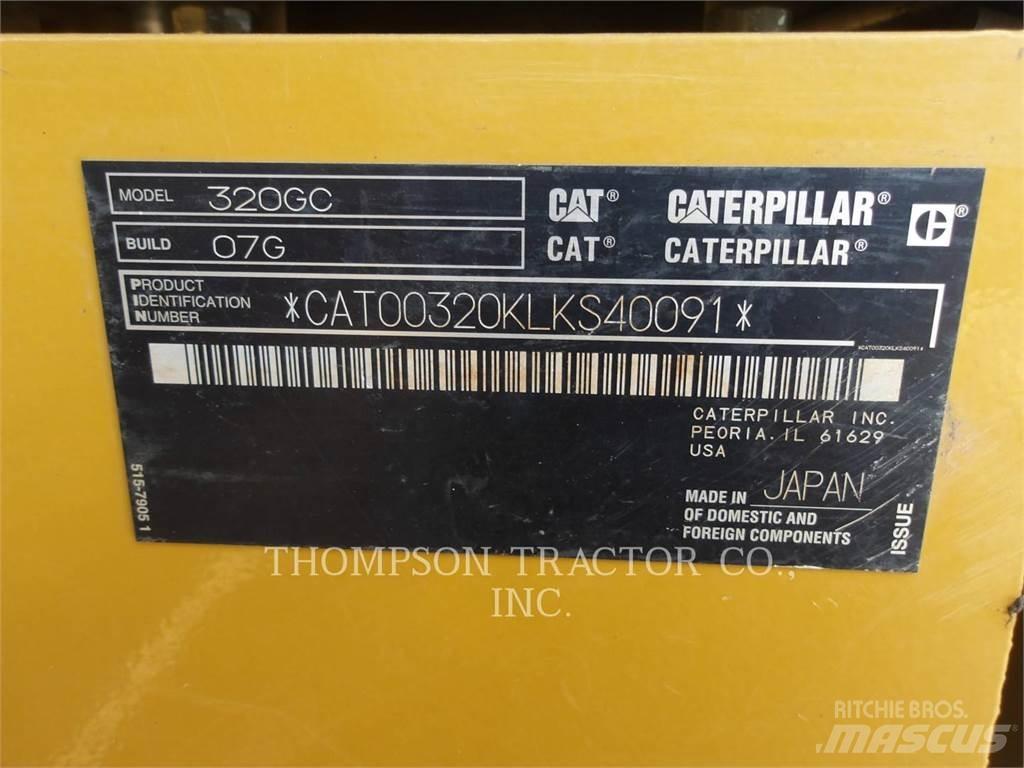 MODEL 320GC
CAT® CATERPILLAR® C®
BUILD 07G
CAT® CATERPILLAR®
PRODUCT
IDENTIFICATION
NUMBER
*CAT00320KLKS40091*
*CAT00320KLKS40091*
CATERPILLAR INC.
PEORIA, IL 61629
USA
MADE IN JAPAN
OF DOMESTIC AND
FOREIGN COMPONENTS
ISSUE
515-7905 1
THOMPSON TRACTOR CO.,
INC.
RITCHIE BROS.
MASCUS